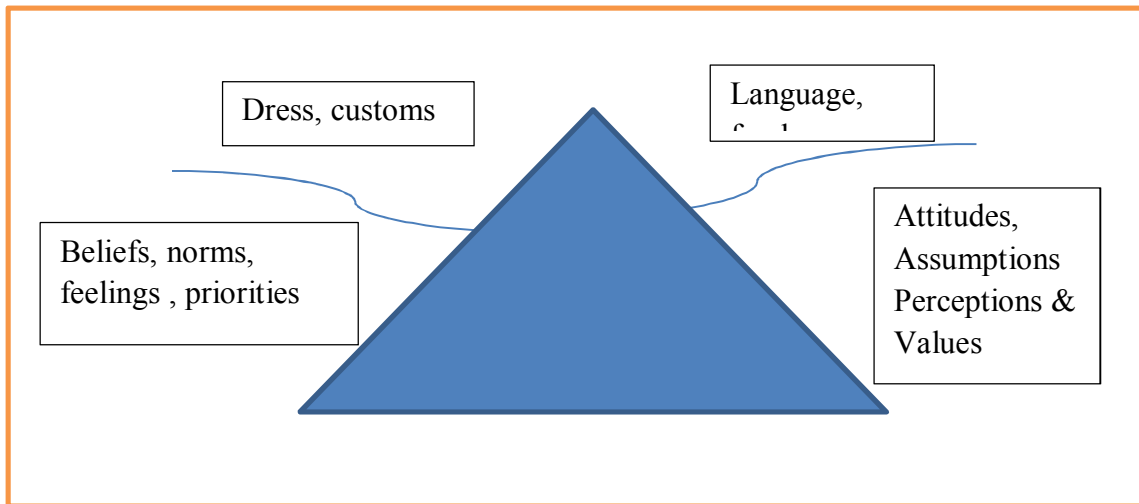 Dress, customs
Language,
Beliefs, norms,
feelings , priorities
Attitudes,
Assumptions
Perceptions &
Values